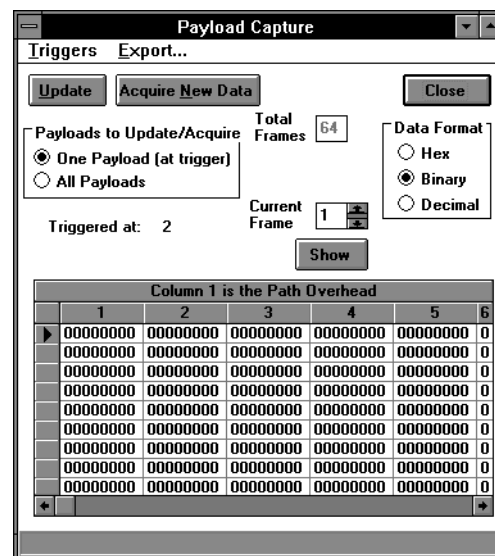 Payload Capture
Triggers Export...
Update Acquire New Data Close
Payloads to Update/Acquire
One Payload (at trigger)
All Payloads
Total Frames 64
Data Format
Hex
Binary
Decimal
Triggered at: 2
Current Frame 1
Show
Column 1 is the Path Overhead
1 2 3 4 5 6
00000000 00000000 00000000 00000000 00000000 0
00000000 00000000 00000000 00000000 00000000 0
00000000 00000000 00000000 00000000 00000000 0
00000000 00000000 00000000 00000000 00000000 0
00000000 00000000 00000000 00000000 00000000 0
00000000 00000000 00000000 00000000 00000000 0
00000000 00000000 00000000 00000000 00000000 0
00000000 00000000 00000000 00000000 00000000 0
00000000 00000000 00000000 00000000 00000000 0